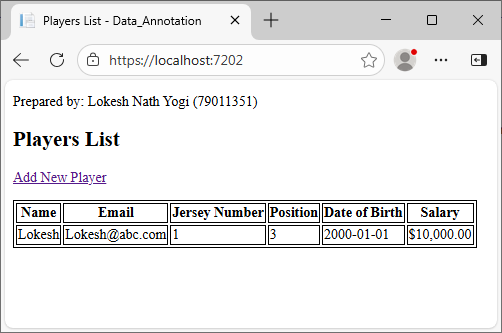 Players List - Data_Annotation
https://localhost:7202
Prepared by: Lokesh Nath Yogi (79011351)
Players List
Add New Player
Name Email Jersey Number Position Date of Birth Salary
Lokesh Lokesh@abc.com 1 3 2000-01-01 $10,000.00